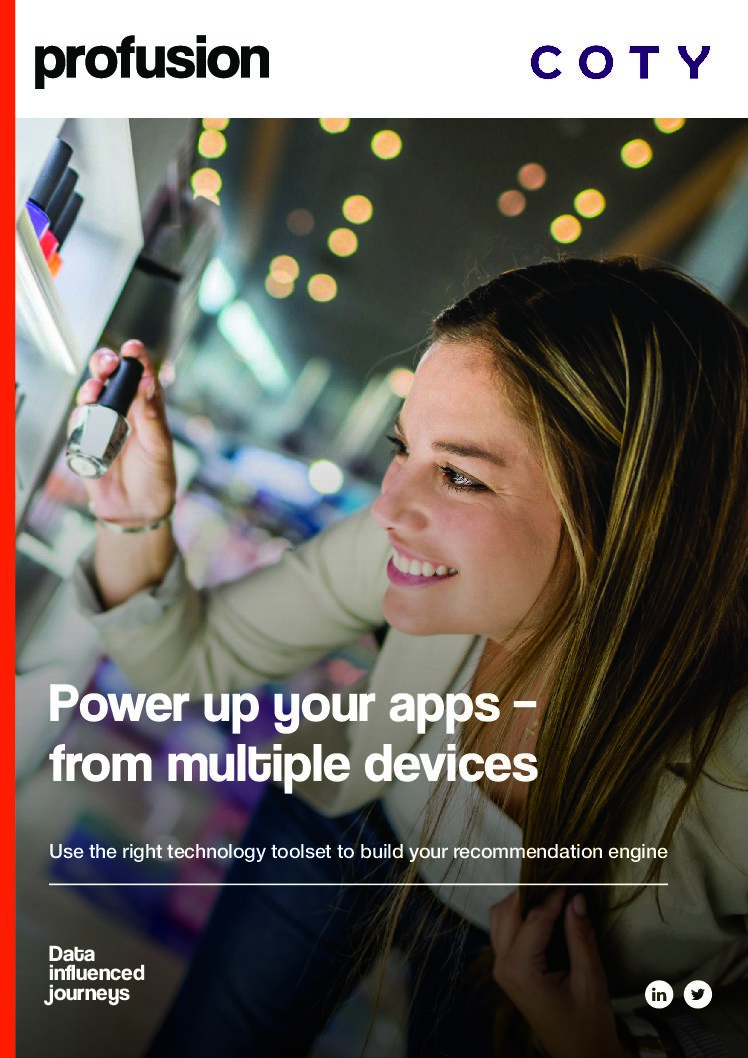 profusion
COTY
Power up your apps –
from multiple devices
Use the right technology toolset to build your recommendation engine
Data
influenced
journeys
in